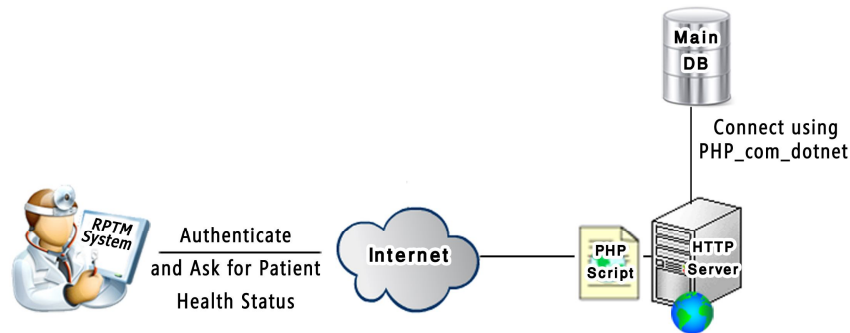 Main
DB
Connect using
PHP_com_dotnet
RPTM
System
Authenticate
and Ask for Patient
Health Status
Internet
PHP
Script
HTTP
Server